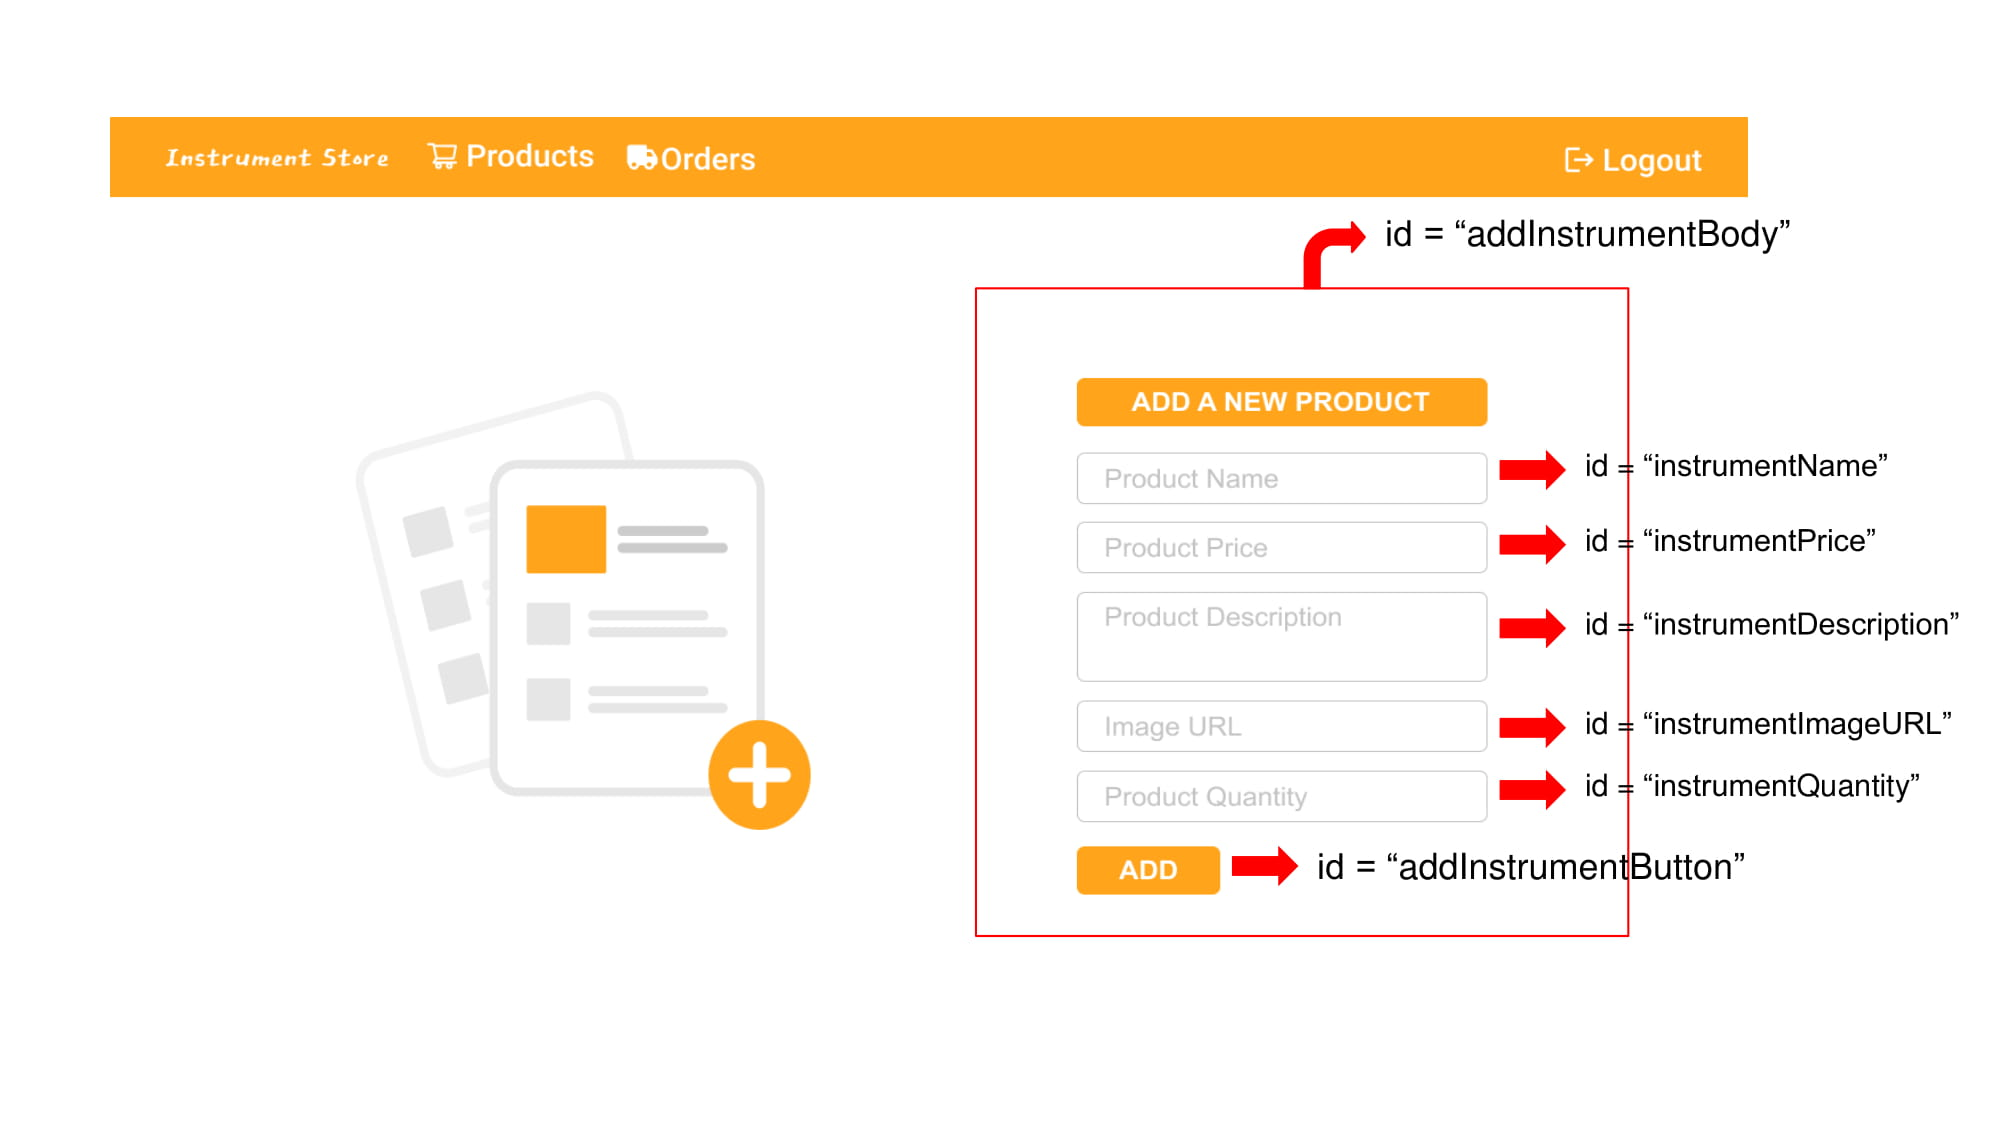 Instrument Store
Products
Orders
Logout
id = “addInstrumentBody”
ADD A NEW PRODUCT
Product Name
id = “instrumentName”
Product Price
id = “instrumentPrice”
Product Description
id = “instrumentDescription”
Image URL
id = “instrumentImageURL”
Product Quantity
id = “instrumentQuantity”
ADD
id = “addInstrumentButton”